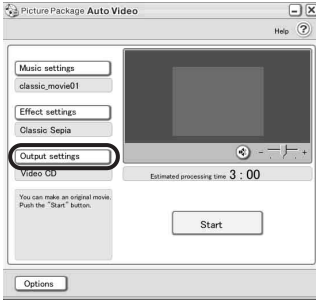 Picture Package Auto Video
Help ?
Music settings
classic_movie01
Effect settings
Classic Sepia
Output settings
Video CD
Estimated processing time 3 : 00
You can make an original movie.
Push the "Start" button.
Start
Options